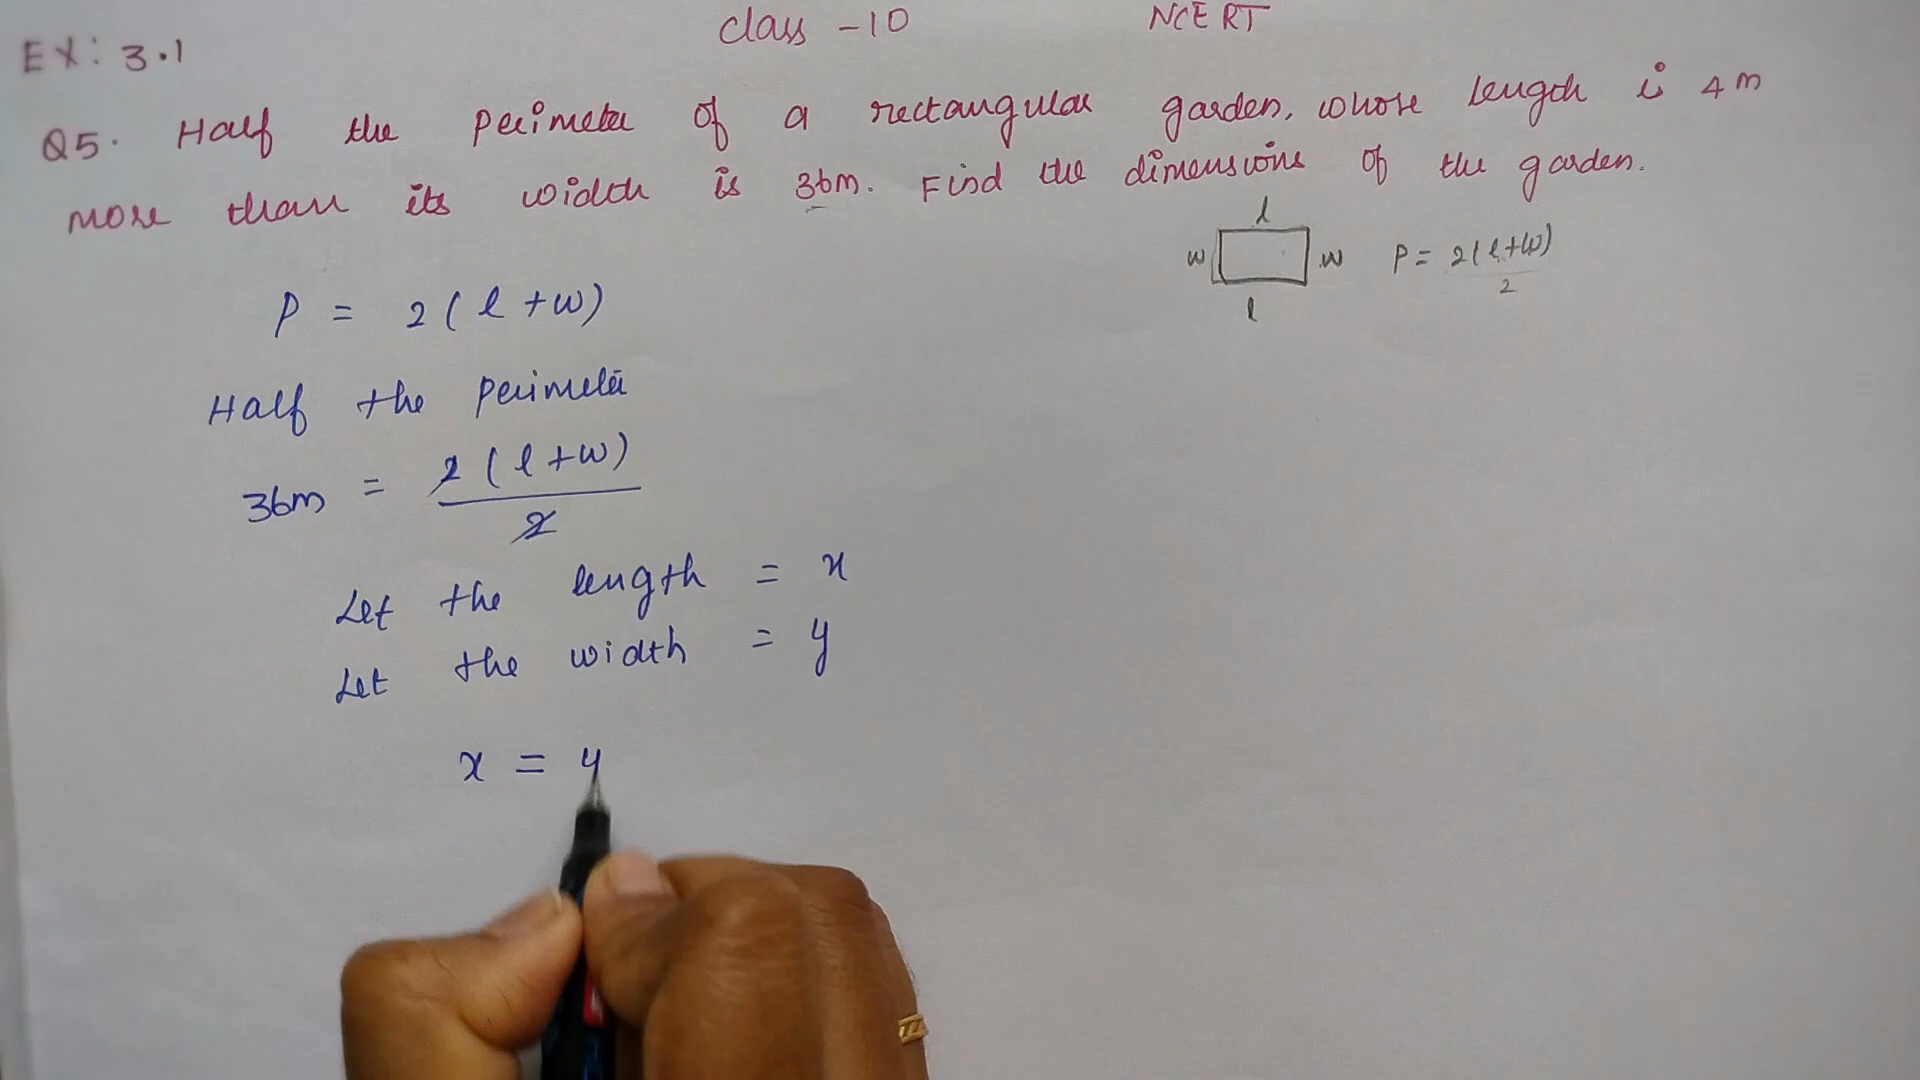 Class - 10 NCERT
EX: 3.1
Q5. Half the perimeter of a rectangular garden, whose length is 4m
more than its width is 36m. Find the dimensions of the garden.
l
w w P = 2(l+w)
2
l
P = 2(l+w)
Half the perimeter
36m = 2(l+w)
2
Let the length = x
Let the width = y
x = y